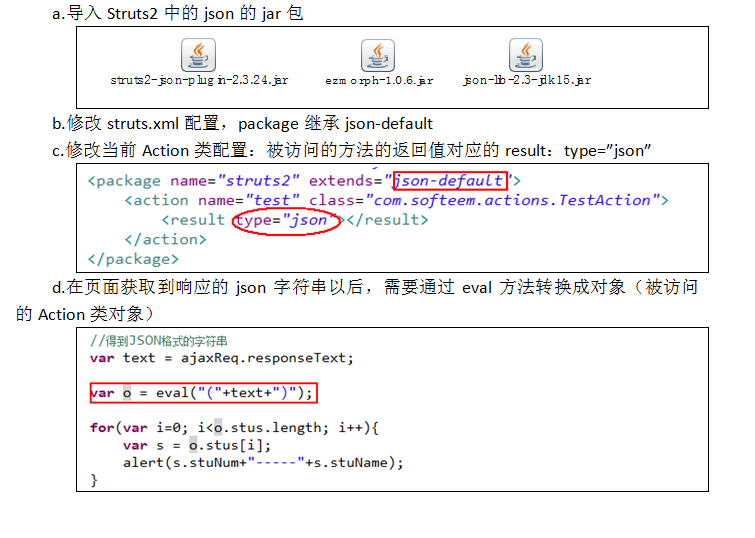 a.导入 Struts2 中的 json 的 jar 包
struts2-json-plugin-2.3.24.jar ezmorph-1.0.6.jar json-lib-2.3-jdk15.jar
b.修改 struts.xml 配置，package 继承 json-default
c.修改当前 Action 类配置：被访问的方法的返回值对应的 result：type=”json”
<package name="struts2" extends="json-default">
<action name="test" class="com.softeem.actions.TestAction">
<result type="json"></result>
</action>
</package>
d.在页面获取到响应的 json 字符串以后，需要通过 eval 方法转换成对象（被访问
的 Action 类对象）
//得到JSON格式的字符串
var text = ajaxReq.responseText;
var o = eval("("+text+")");
for(var i=0; i<o.stus.length; i++){
var s = o.stus[i];
alert(s.stuNum+"-----"+s.stuName);
}